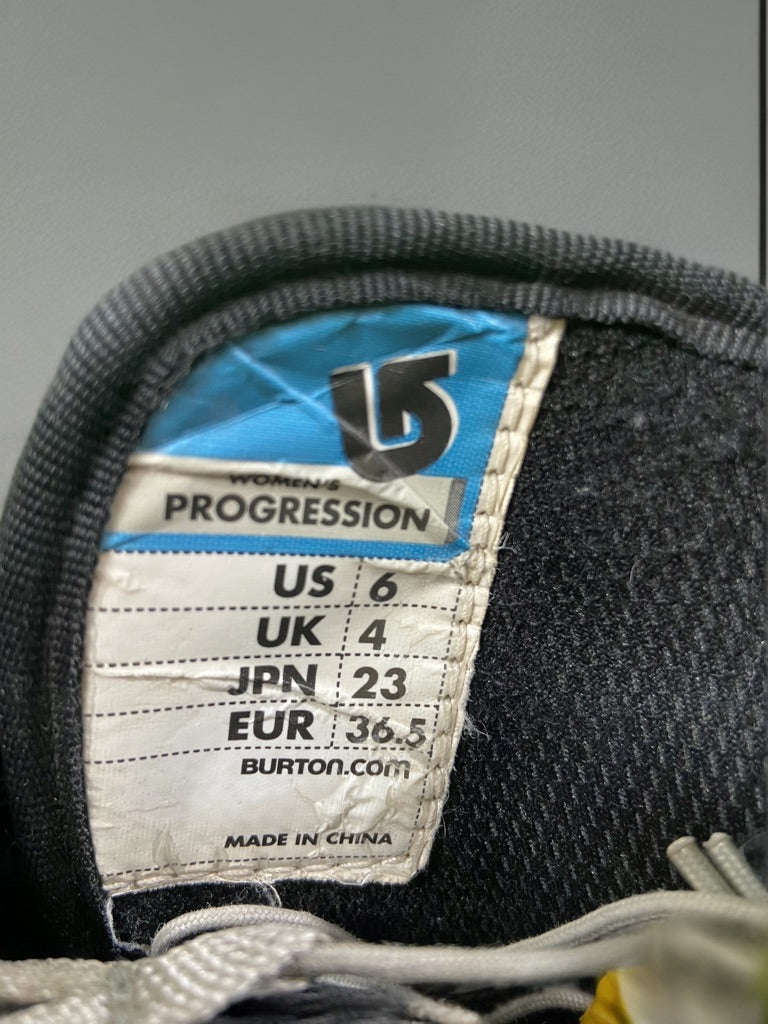 WOMEN'S
PROGRESSION
US 6
UK 4
JPN 23
EUR 36.5
BURTON.COM
MADE IN CHINA